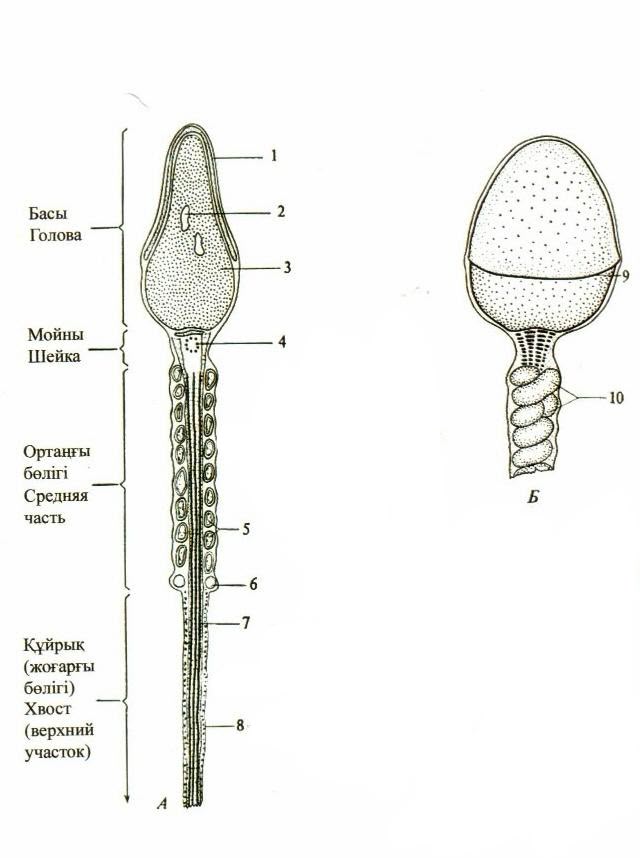 Басы
Голова
Мойны
Шейка
Ортаңғы
бөлігі
Средняя
часть
Құйрық
(жоғарғы
бөлігі)
Хвост
(верхний
участок)
1
2
3
4
5
6
7
8
А
9
10
Б